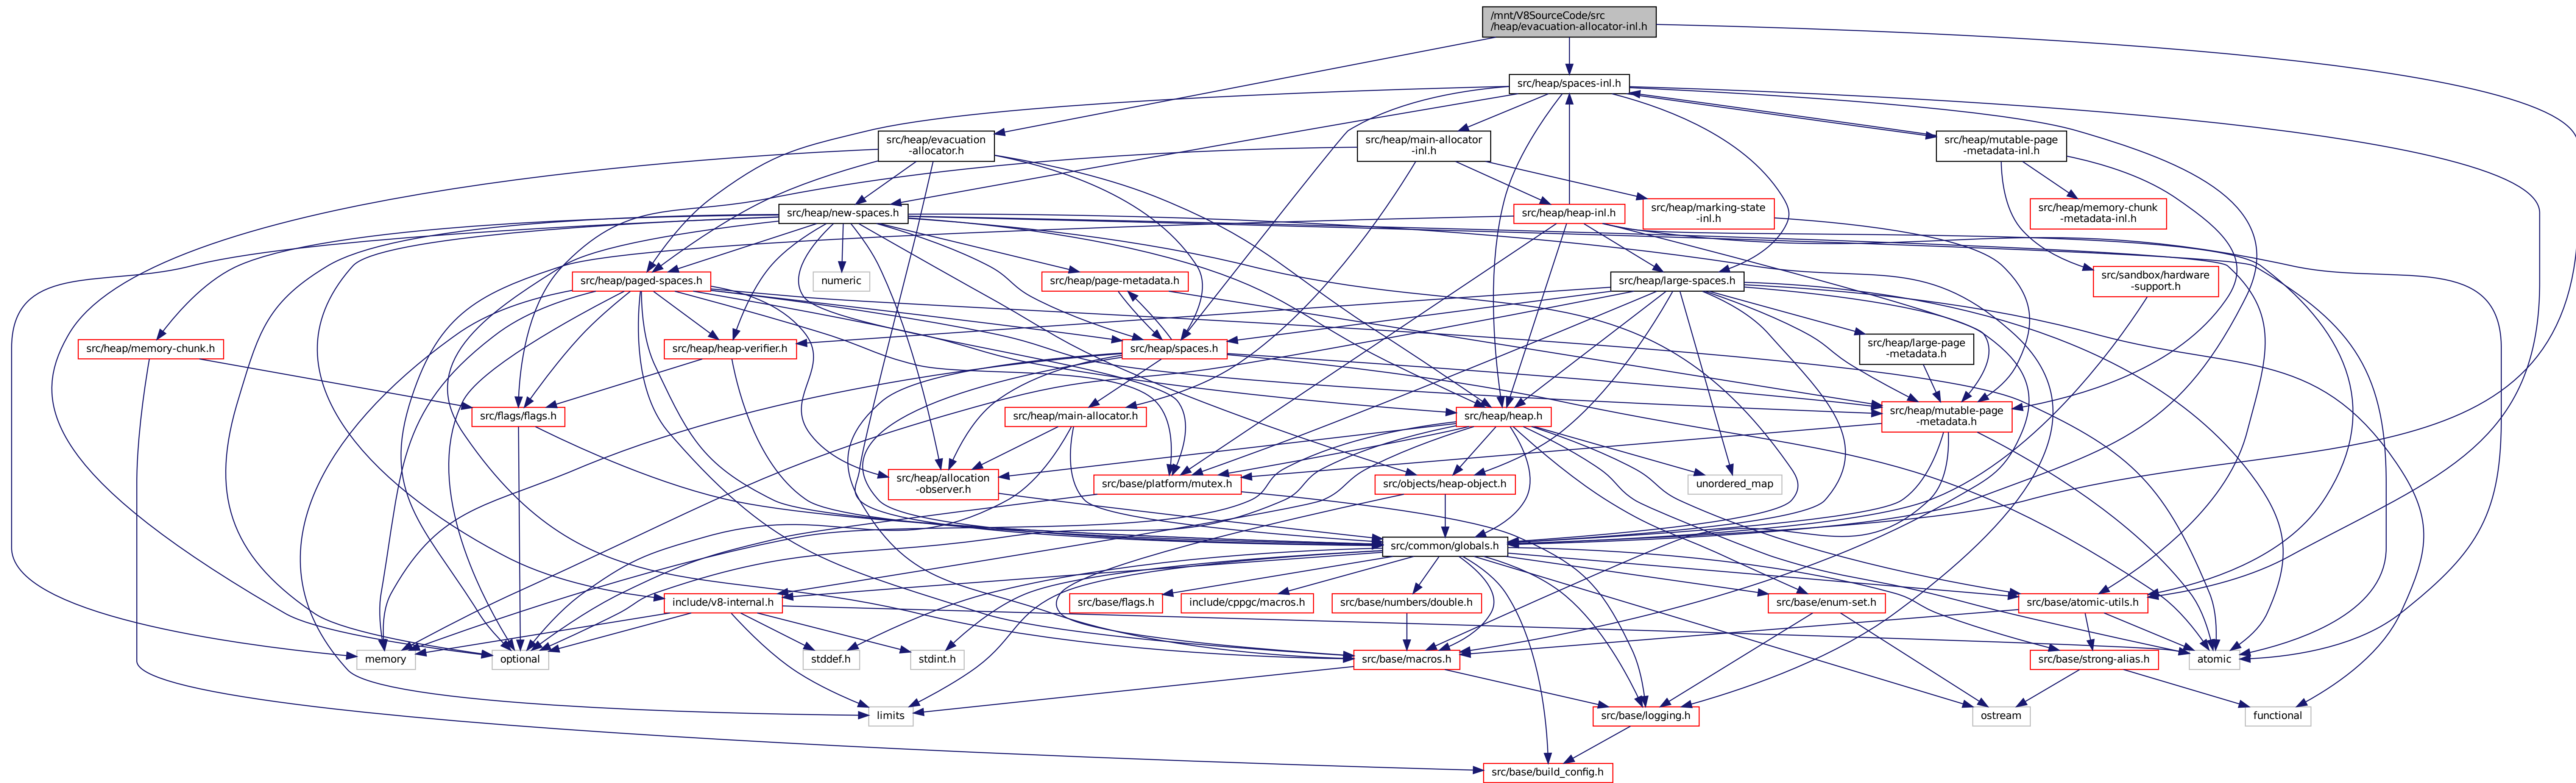 /mnt/V8SourceCode/src
/heap/evacuation-allocator-inl.h
src/heap/spaces-inl.h
src/heap/evacuation
-allocator.h
src/heap/main-allocator
-inl.h
src/heap/mutable-page
-metadata-inl.h
src/heap/new-spaces.h
src/heap/heap-inl.h
src/heap/marking-state
-inl.h
src/heap/memory-chunk
-metadata-inl.h
src/heap/paged-spaces.h
numeric
src/heap/page-metadata.h
src/heap/large-spaces.h
src/sandbox/hardware
-support.h
src/heap/memory-chunk.h
src/heap/heap-verifier.h
src/heap/spaces.h
src/heap/large-page
-metadata.h
src/flags/flags.h
src/heap/main-allocator.h
src/heap/heap.h
src/heap/mutable-page
-metadata.h
src/heap/allocation
-observer.h
src/base/platform/mutex.h
src/objects/heap-object.h
unordered_map
src/common/globals.h
include/v8-internal.h
src/base/flags.h
include/cppgc/macros.h
src/base/numbers/double.h
src/base/enum-set.h
src/base/atomic-utils.h
memory
optional
stddef.h
stdint.h
src/base/macros.h
src/base/strong-alias.h
atomic
limits
src/base/logging.h
ostream
functional
src/base/build_config.h